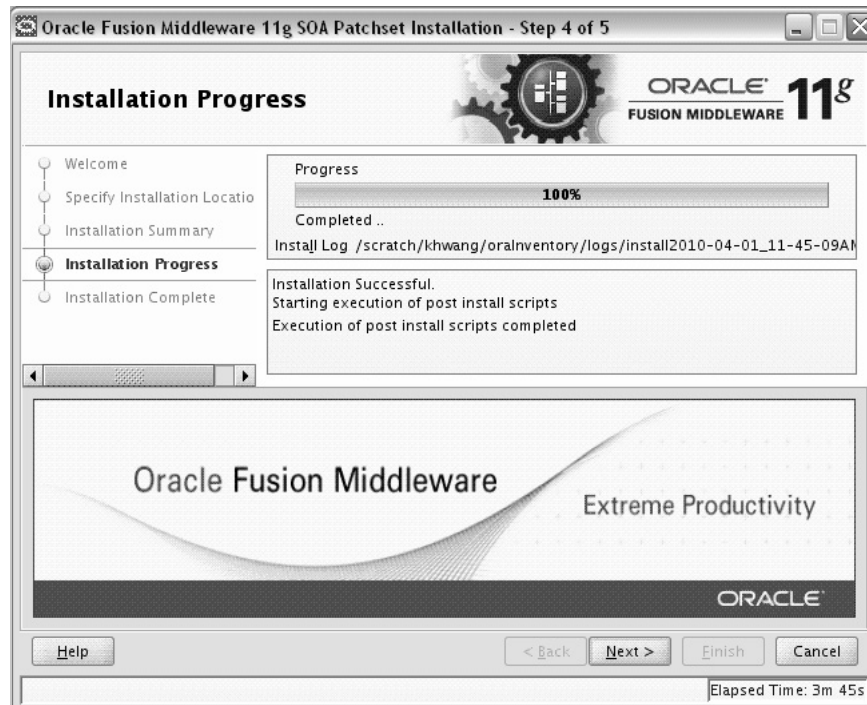 Oracle Fusion Middleware 11g SOA Patchset Installation - Step 4 of 5
Installation Progress
ORACLE
FUSION MIDDLEWARE
11g
Welcome
Specify Installation Locatio
Installation Summary
Installation Progress
Installation Complete
Progress
100%
Completed ..
Install Log /scratch/khwang/oraInventory/logs/install2010-04-01_11-45-09AM
Installation Successful.
Starting execution of post install scripts
Execution of post install scripts completed
Oracle Fusion Middleware
Extreme Productivity
ORACLE
Help
< Back
Next >
Finish
Cancel
Elapsed Time: 3m 45s